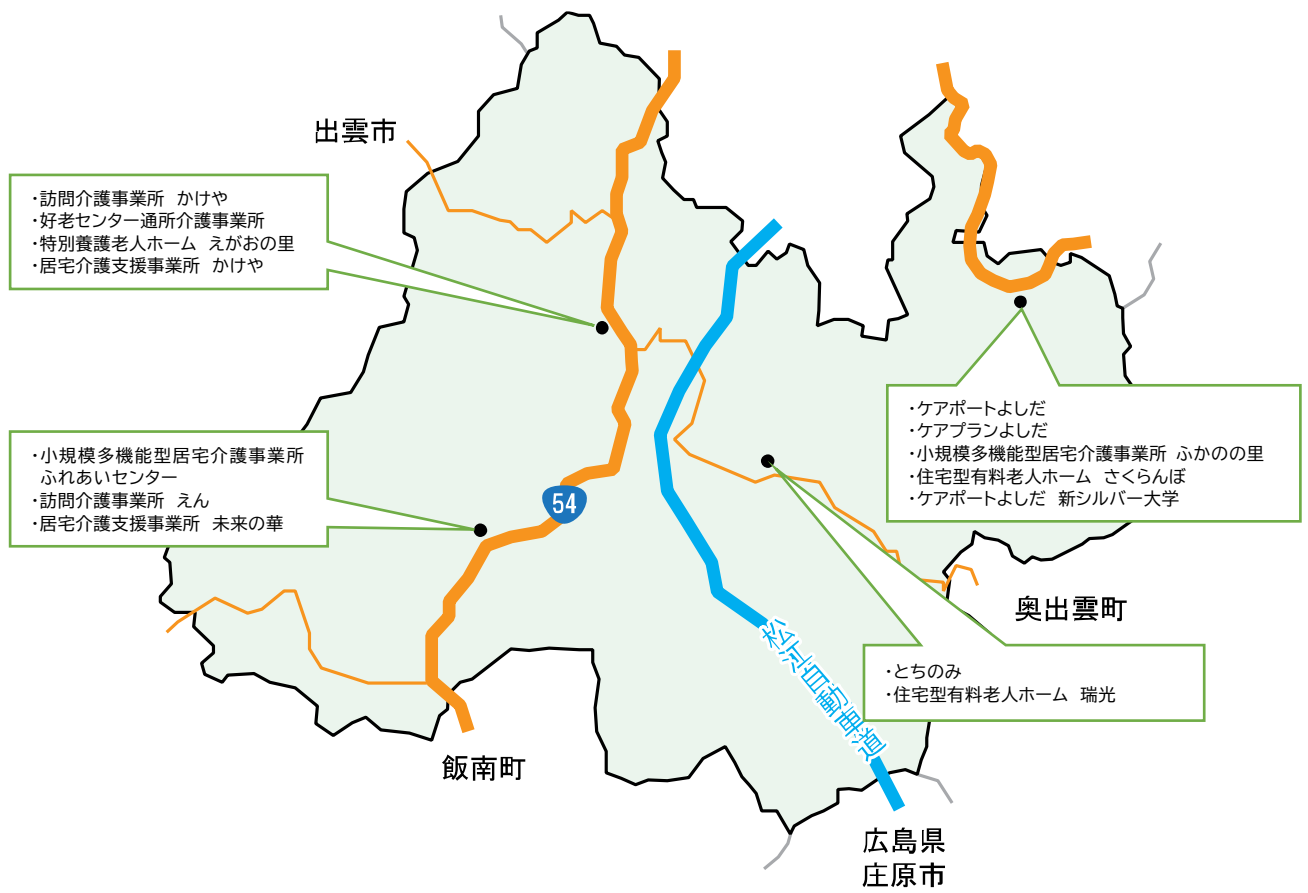 出雲市
・訪問介護事業所 かけや
・好老センター通所介護事業所
・特別養護老人ホーム えがおの里
・居宅介護支援事業所 かけや
・小規模多機能型居宅介護事業所
ふれあいセンター
・訪問介護事業所 えん
・居宅介護支援事業所 未来の華
54
・ケアポートよしだ
・ケアプランよしだ
・小規模多機能型居宅介護事業所 ふかのの里
・住宅型有料老人ホーム さくらんぼ
・ケアポートよしだ 新シルバー大学
奥出雲町
・とちのみ
・住宅型有料老人ホーム 瑞光
松江自動車道
飯南町
広島県
庄原市